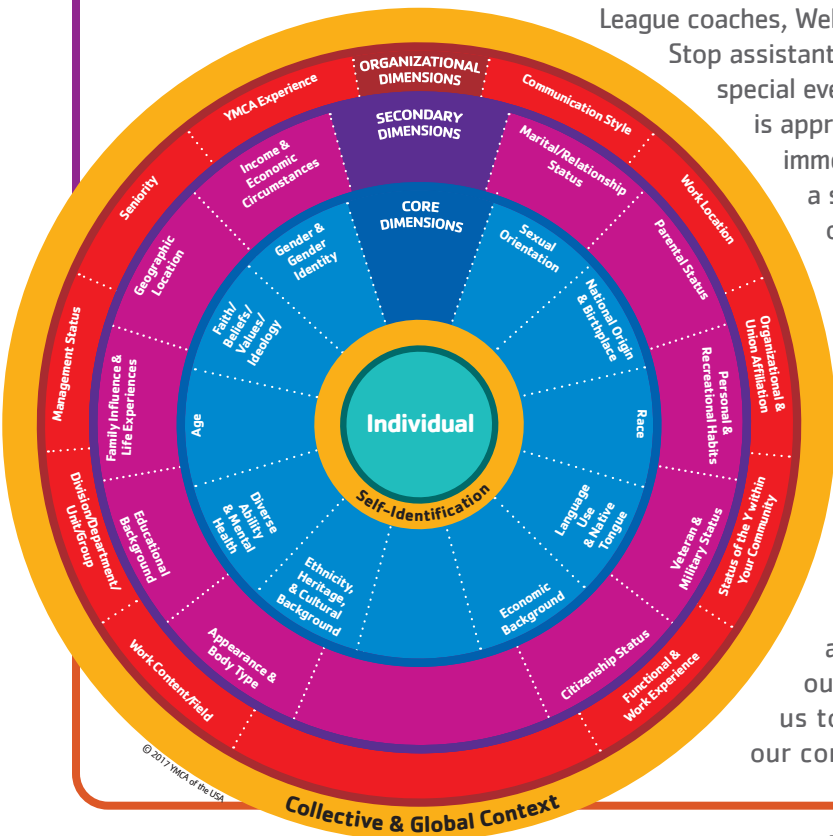 League coaches,
Stop assistant
special
is
a
ou
us to
our
ORGANIZATIONAL
DIMENSIONS
Communication Style
Work Location
Organizational &
Union Affiliation
Status of the Y within
Your Community
Functional &
Work Experience
Work Content/Field
Division/Department/
Unit/Group
Management Status
Seniority
YMCA Experience
SECONDARY
DIMENSIONS
Marital/Relationship
Status
Parental Status
Personal &
Recreational Habits
Veteran &
Military Status
Citizenship Status
Appearance &
Body Type
Educational
Background
Family Influence &
Life Experiences
Geographic
Location
Income &
Economic
Circumstances
CORE
DIMENSIONS
Sexual
Orientation
National Origin
& Birthplace
Race
Language
Use
& Native
Tongue
Economic
Background
Ethnicity,
Heritage,
& Cultural
Background
Diverse
Ability
& Mental
Health
Age
Faith/
Beliefs/
Values/
Ideology
Gender &
Gender
Identity
Individual
Self-Identification
Collective & Global Context
© 2017 YMCA of the USA